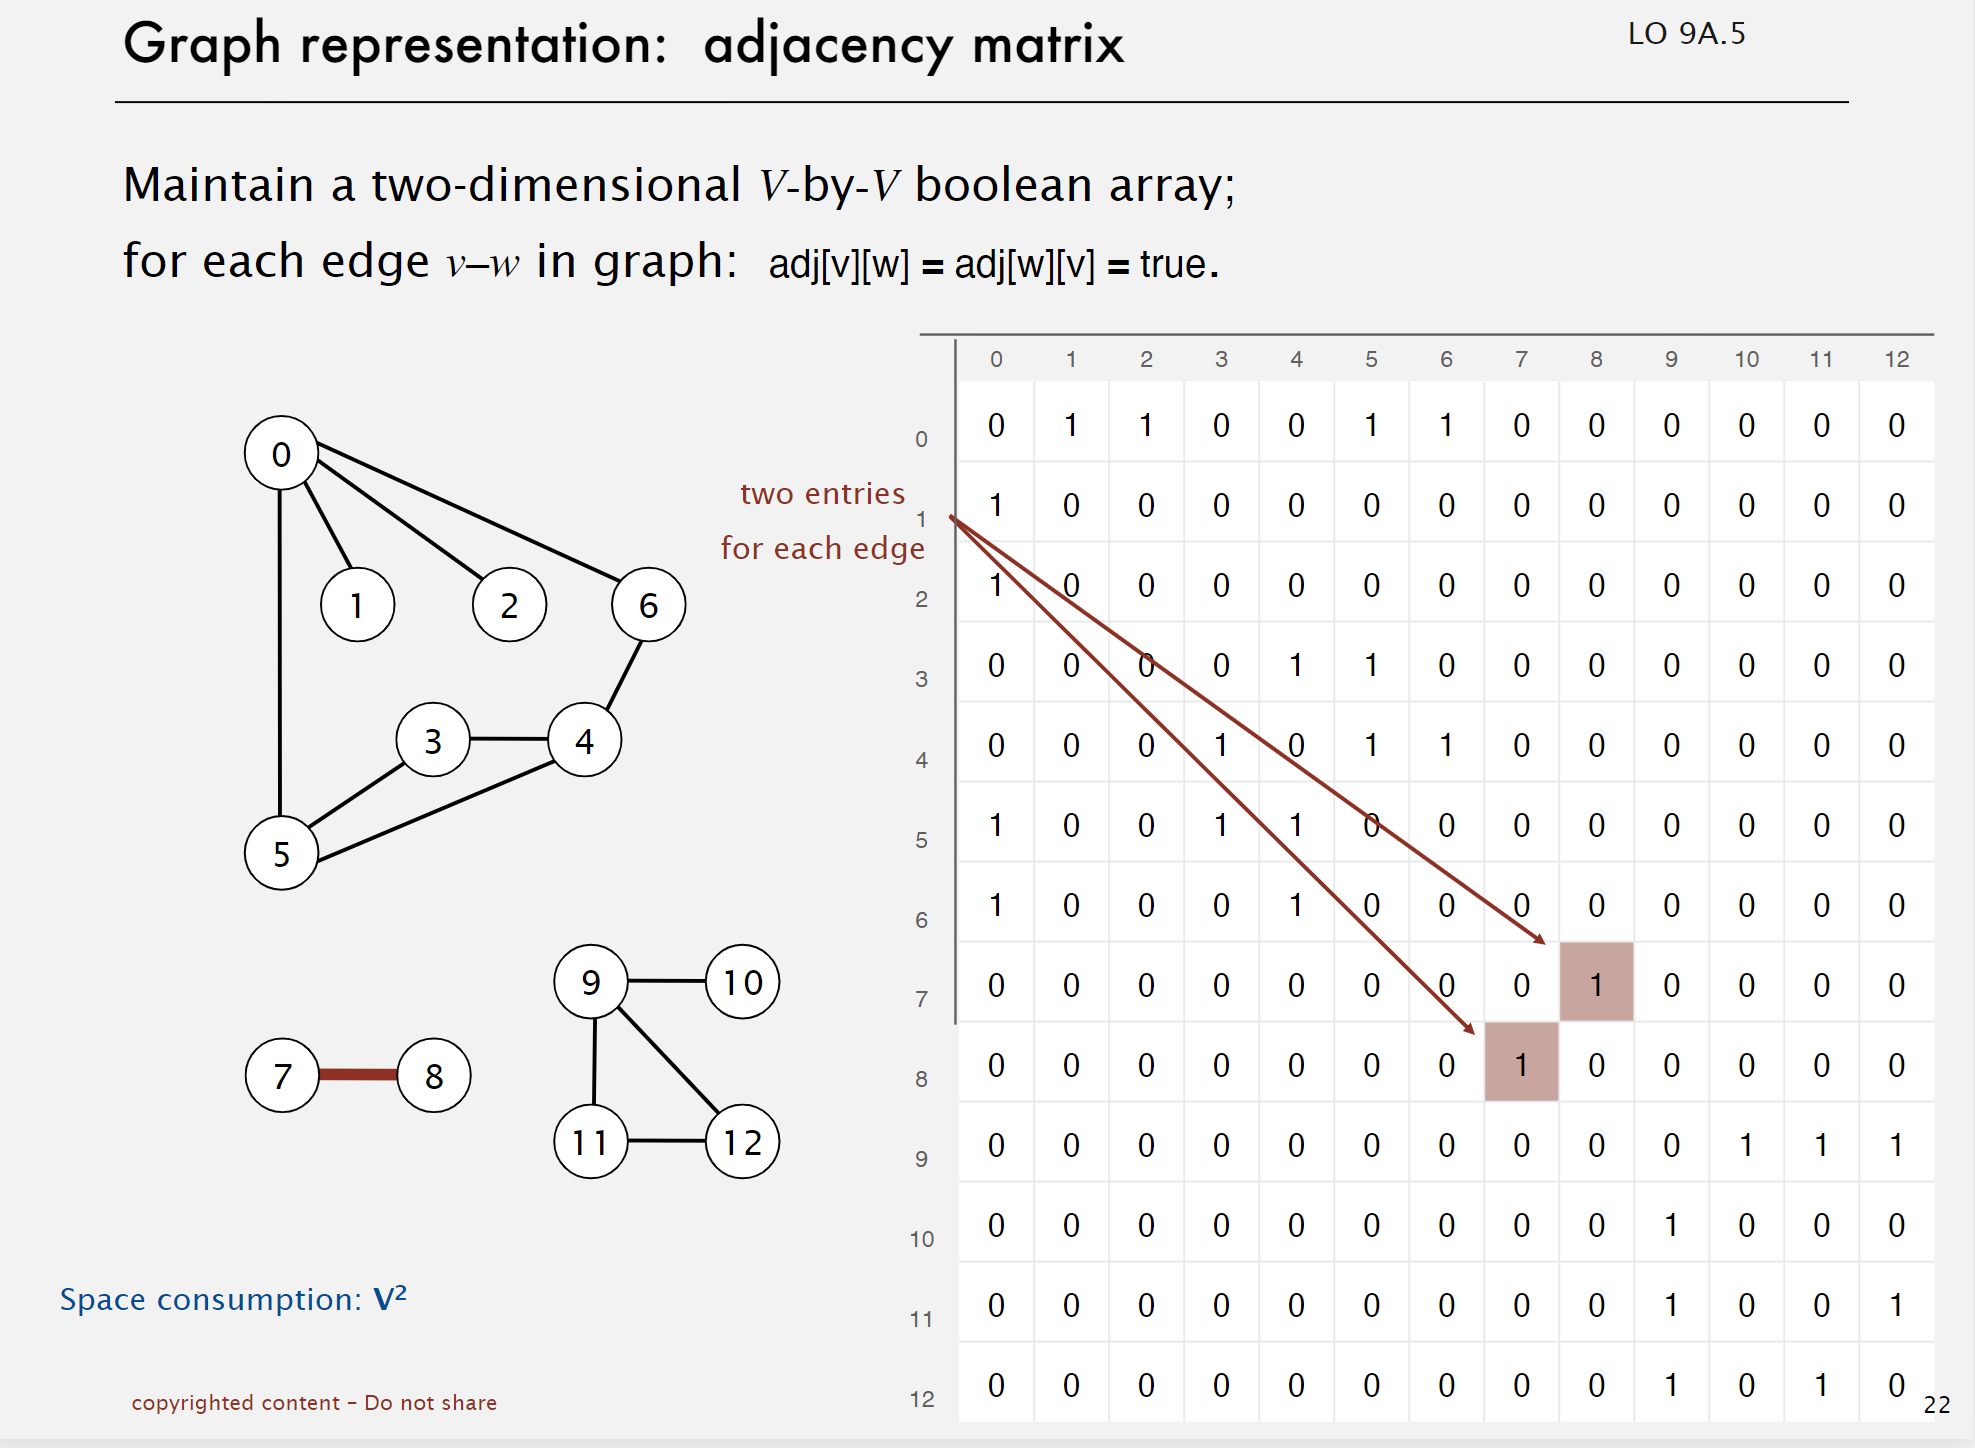 Graph representation: adjacency matrix
LO 9A.5
Maintain a two-dimensional V-by-V boolean array;
for each edge v–w in graph: adj[v][w] = adj[w][v] = true.
0
1
2
6
3
4
5
7
8
9
10
11
12
two entries
for each edge
0 1 2 3 4 5 6 7 8 9 10 11 12
0 0 1 1 0 0 1 1 0 0 0 0 0 0
1 1 0 0 0 0 0 0 0 0 0 0 0 0
2 1 0 0 0 0 0 0 0 0 0 0 0 0
3 0 0 0 0 1 1 0 0 0 0 0 0 0
4 0 0 0 1 0 1 1 0 0 0 0 0 0
5 1 0 0 1 1 0 0 0 0 0 0 0 0
6 1 0 0 0 1 0 0 0 0 0 0 0 0
7 0 0 0 0 0 0 0 0 1 0 0 0 0
8 0 0 0 0 0 0 0 1 0 0 0 0 0
9 0 0 0 0 0 0 0 0 0 0 1 1 1
10 0 0 0 0 0 0 0 0 0 1 0 0 0
11 0 0 0 0 0 0 0 0 0 1 0 0 1
12 0 0 0 0 0 0 0 0 0 1 0 1 0
Space consumption: V²
copyrighted content – Do not share
22